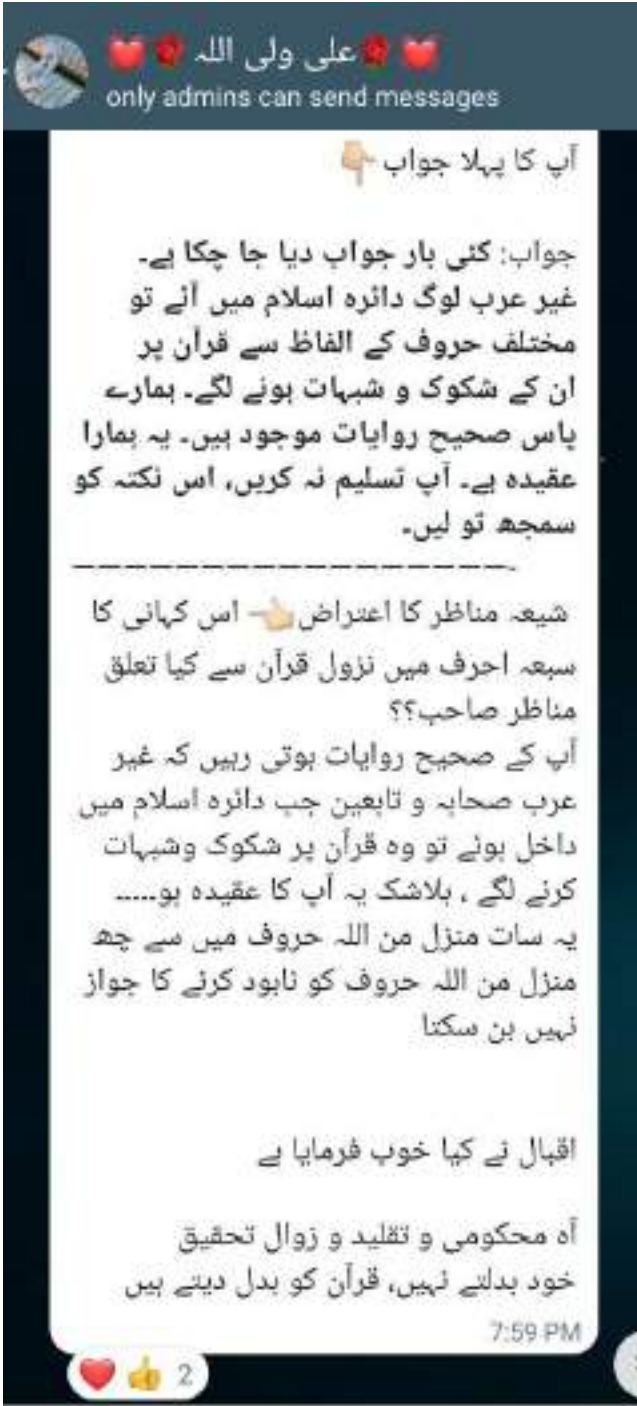 💓🌹علی ولی اللہ🌹💓
only admins can send messages
آپ کا پہلا جواب👇🏻
جواب: کئی بار جواب دیا جا چکا ہے۔
غیر عرب لوگ دائرہ اسلام میں آئے تو
مختلف حروف کے الفاظ سے قرآن پر
ان کے شکوک و شبہات ہونے لگے۔ ہمارے
پاس صحیح روایات موجود ہیں۔ یہ ہمارا
عقیدہ ہے۔ آپ تسلیم نہ کریں، اس نکتہ کو
سمجھ تو لیں۔
ـــــــــــــــــــــــــــــــــــ۔
شیعہ مناظر کا اعتراض👈🏻 اس کہانی کا
سبعہ احرف میں نزول قرآن سے کیا تعلق
مناظر صاحب؟؟
آپ کے صحیح روایات ہوتی رہیں کہ غیر
عرب صحابہ و تابعین جب دائرہ اسلام میں
داخل ہوئے تو وہ قرآن پر شکوک وشبہات
کرنے لگے ، بلاشک یہ آپ کا عقیدہ ہو.....
یہ سات منزل من اللہ حروف میں سے چھ
منزل من اللہ حروف کو نابود کرنے کا جواز
نہیں بن سکتا
اقبال نے کیا خوب فرمایا ہے
آہ محکومی و تقلید و زوال تحقیق
خود بدلتے نہیں، قرآن کو بدل دیتے ہیں
7:59 PM
❤️👍 2